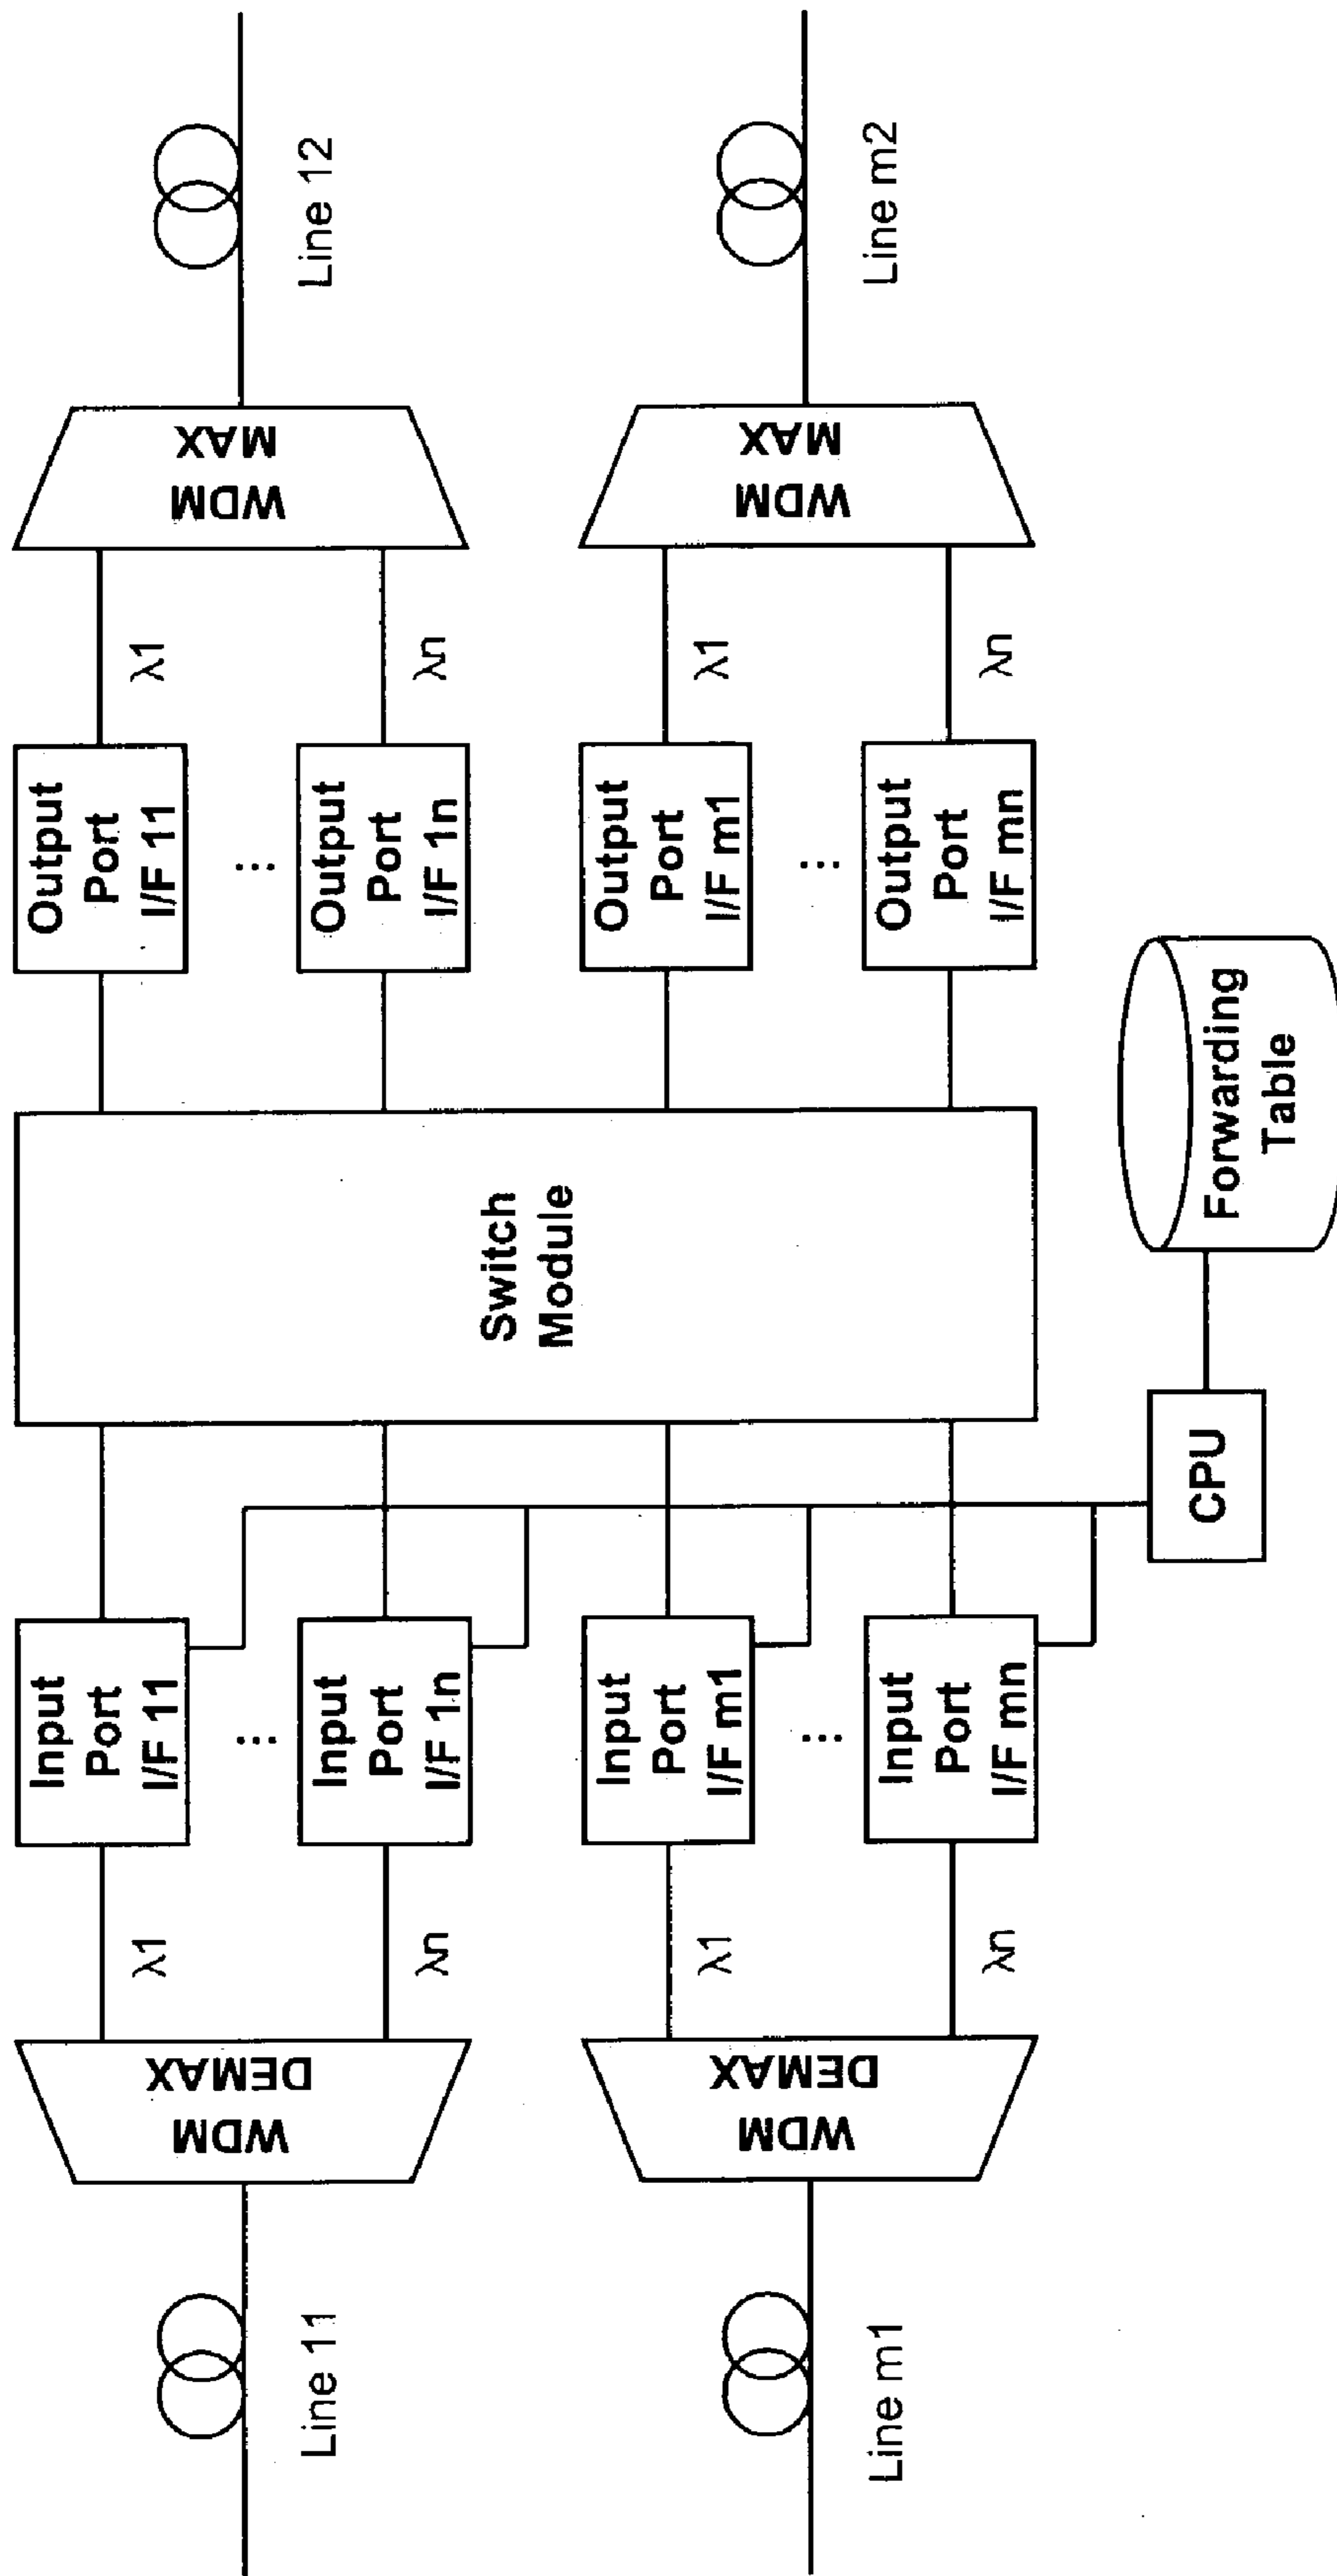 Line 11
WDM
DEMAX
λ1
λn
Input
Port
I/F 11
...
Input
Port
I/F 1n
Line m1
WDM
DEMAX
λ1
λn
Input
Port
I/F m1
...
Input
Port
I/F mn
Switch
Module
CPU
Forwarding
Table
Output
Port
I/F 11
...
Output
Port
I/F 1n
λ1
λn
WDM
MAX
Line 12
Output
Port
I/F m1
...
Output
Port
I/F mn
λ1
λn
WDM
MAX
Line m2